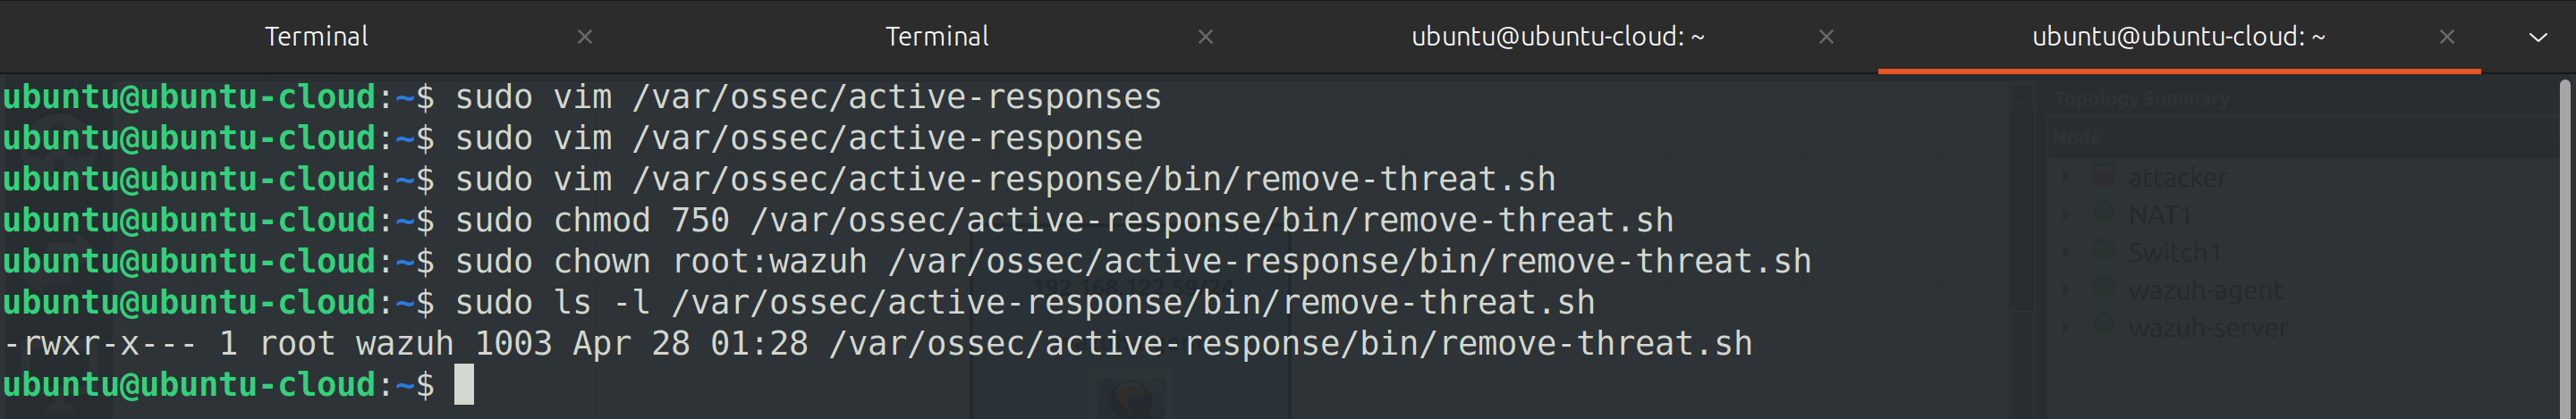 Terminal × Terminal × ubuntu@ubuntu-cloud: ~ × ubuntu@ubuntu-cloud: ~ ×
ubuntu@ubuntu-cloud:~$ sudo vim /var/ossec/active-responses
ubuntu@ubuntu-cloud:~$ sudo vim /var/ossec/active-response
ubuntu@ubuntu-cloud:~$ sudo vim /var/ossec/active-response/bin/remove-threat.sh
ubuntu@ubuntu-cloud:~$ sudo chmod 750 /var/ossec/active-response/bin/remove-threat.sh
ubuntu@ubuntu-cloud:~$ sudo chown root:wazuh /var/ossec/active-response/bin/remove-threat.sh
ubuntu@ubuntu-cloud:~$ sudo ls -l /var/ossec/active-response/bin/remove-threat.sh
-rwxr-x--- 1 root wazuh 1003 Apr 28 01:28 /var/ossec/active-response/bin/remove-threat.sh
ubuntu@ubuntu-cloud:~$
Topology Summary
Node
attacker
NAT1
Switch1
wazuh-agent
wazuh-server
192.168.122.59/24